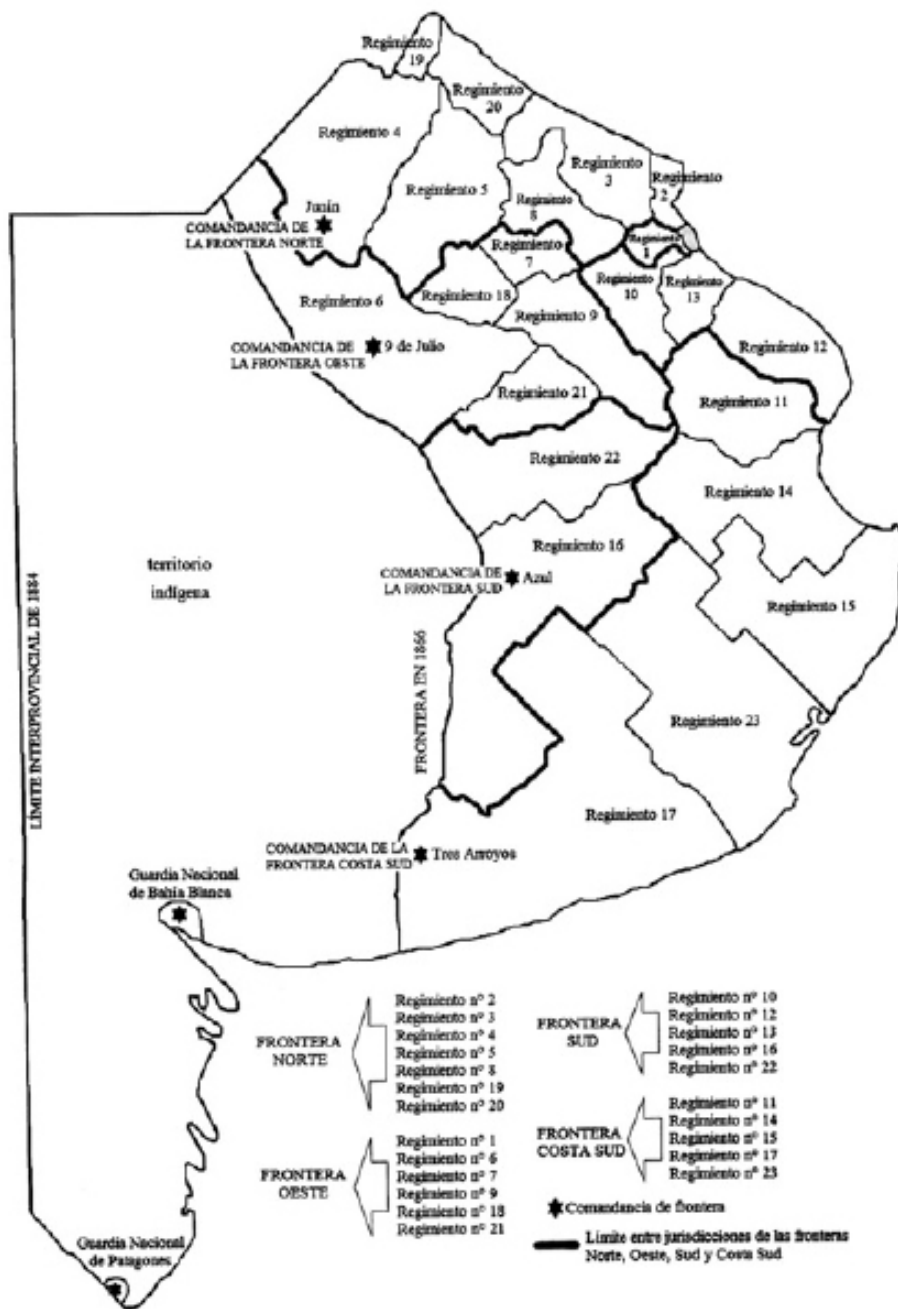 Regimiento
19
Regimiento
20
Regimiento 4
Regimiento
3
Regimiento 5
Regimiento
2
Regimiento
8
Junín
COMANDANCIA DE
LA FRONTERA NORTE
Regimiento
1
Regimiento
7
Regimiento
10
Regimiento
13
Regimiento 6
Regimiento 18
Regimiento 9
Regimiento 12
COMANDANCIA DE
LA FRONTERA OESTE
9 de Julio
Regimiento 21
Regimiento 11
Regimiento 22
Regimiento 14
Regimiento 16
territorio
indígena
COMANDANCIA DE
LA FRONTERA SUD
Azul
Regimiento 15
LÍMITE INTERPROVINCIAL DE 1884
FRONTERA EN 1866
Regimiento 23
Regimiento 17
COMANDANCIA DE LA
FRONTERA COSTA SUD
Tres Arroyos
Guardia Nacional
de Bahía Blanca
FRONTERA
NORTE
Regimiento nº 2
Regimiento nº 3
Regimiento nº 4
Regimiento nº 5
Regimiento nº 8
Regimiento nº 19
Regimiento nº 20
FRONTERA
OESTE
Regimiento nº 1
Regimiento nº 6
Regimiento nº 7
Regimiento nº 9
Regimiento nº 18
Regimiento nº 21
FRONTERA
SUD
Regimiento nº 10
Regimiento nº 12
Regimiento nº 13
Regimiento nº 16
Regimiento nº 22
FRONTERA
COSTA SUD
Regimiento nº 11
Regimiento nº 14
Regimiento nº 15
Regimiento nº 17
Regimiento nº 23
Comandancia de frontera
Límite entre jurisdicciones de las fronteras
Norte, Oeste, Sud y Costa Sud
Guardia Nacional
de Patagones